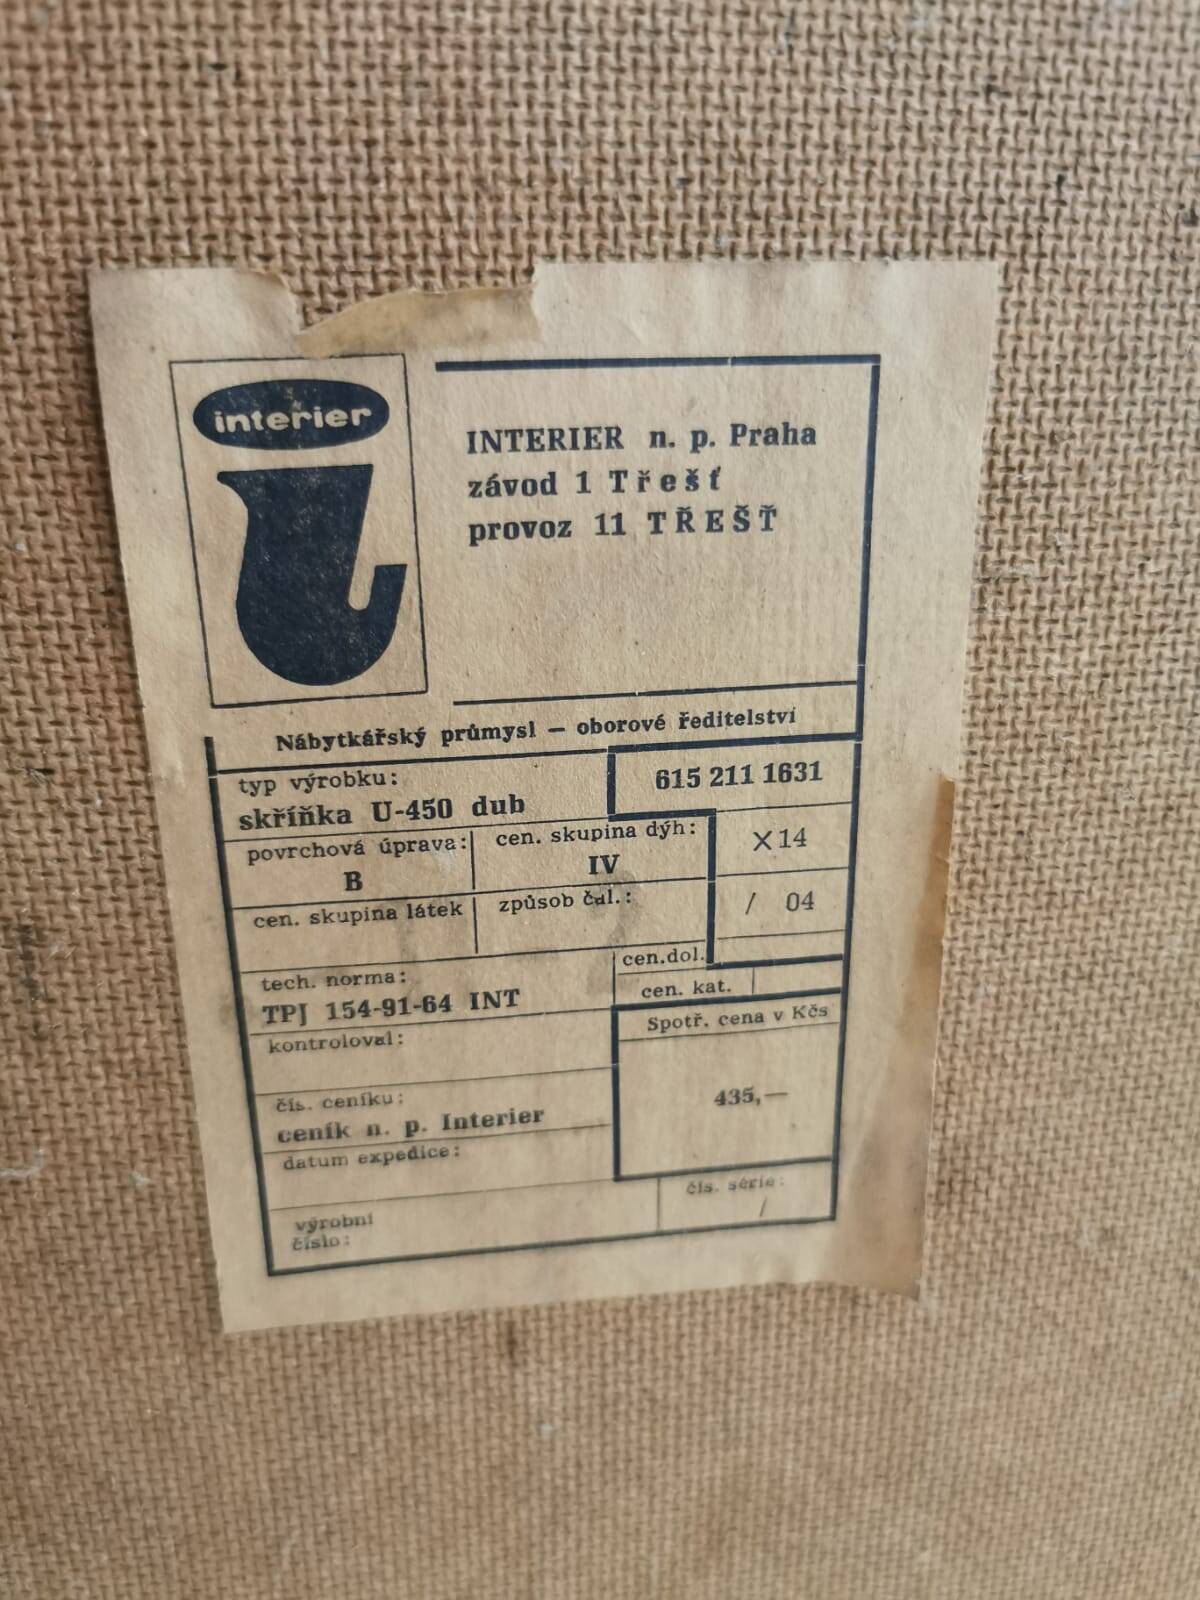 interier
INTERIER n. p. Praha
závod 1 Třešť
provoz 11 TŘEŠŤ
Nábytkářský průmysl — oborové ředitelství
typ výrobku:
skříňka U-450 dub
615 211 1631
povrchová úprava:
B
cen. skupina dýh:
IV
X14
cen. skupina látek
způsob čal.:
/ 04
tech. norma:
TPJ 154-91-64 INT
cen.dol.
cen. kat.
kontroloval:
Spotř. cena v Kčs
435,—
čís. ceníku:
ceník n. p. Interier
datum expedice:
výrobní
číslo:
čís. série:
/